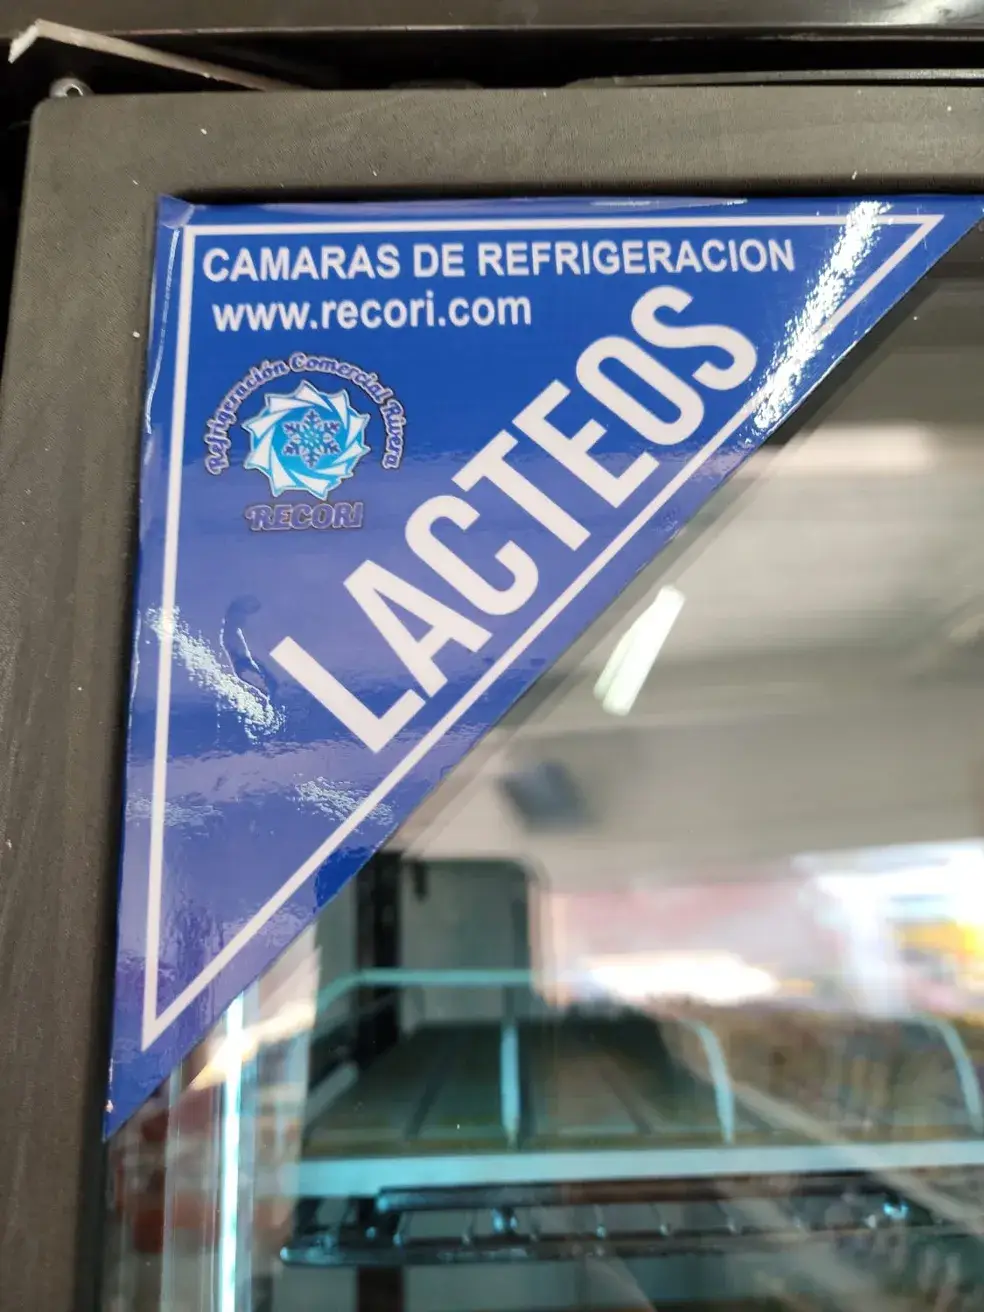 CAMARAS DE REFRIGERACION
www.recori.com
Refrigeración Comercial Rivera
RECORI
LACTEOS